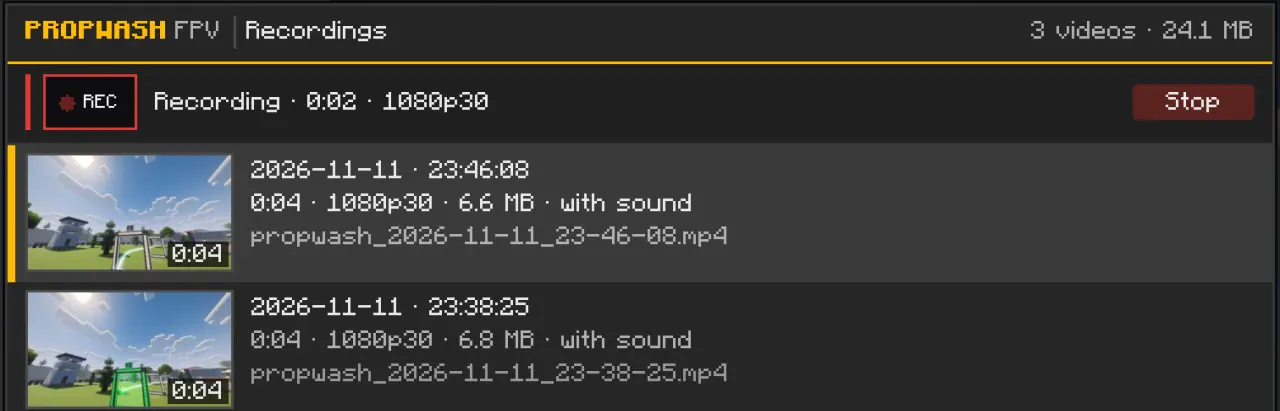 PROPWASH FPV | Recordings 3 videos · 24.1 MB
REC Recording · 0:02 · 1080p30 Stop
2026-11-11 · 23:46:08
0:04 · 1080p30 · 6.6 MB · with sound
0:04 propwash_2026-11-11_23-46-08.mp4
2026-11-11 · 23:38:25
0:04 · 1080p30 · 6.8 MB · with sound
0:04 propwash_2026-11-11_23-38-25.mp4